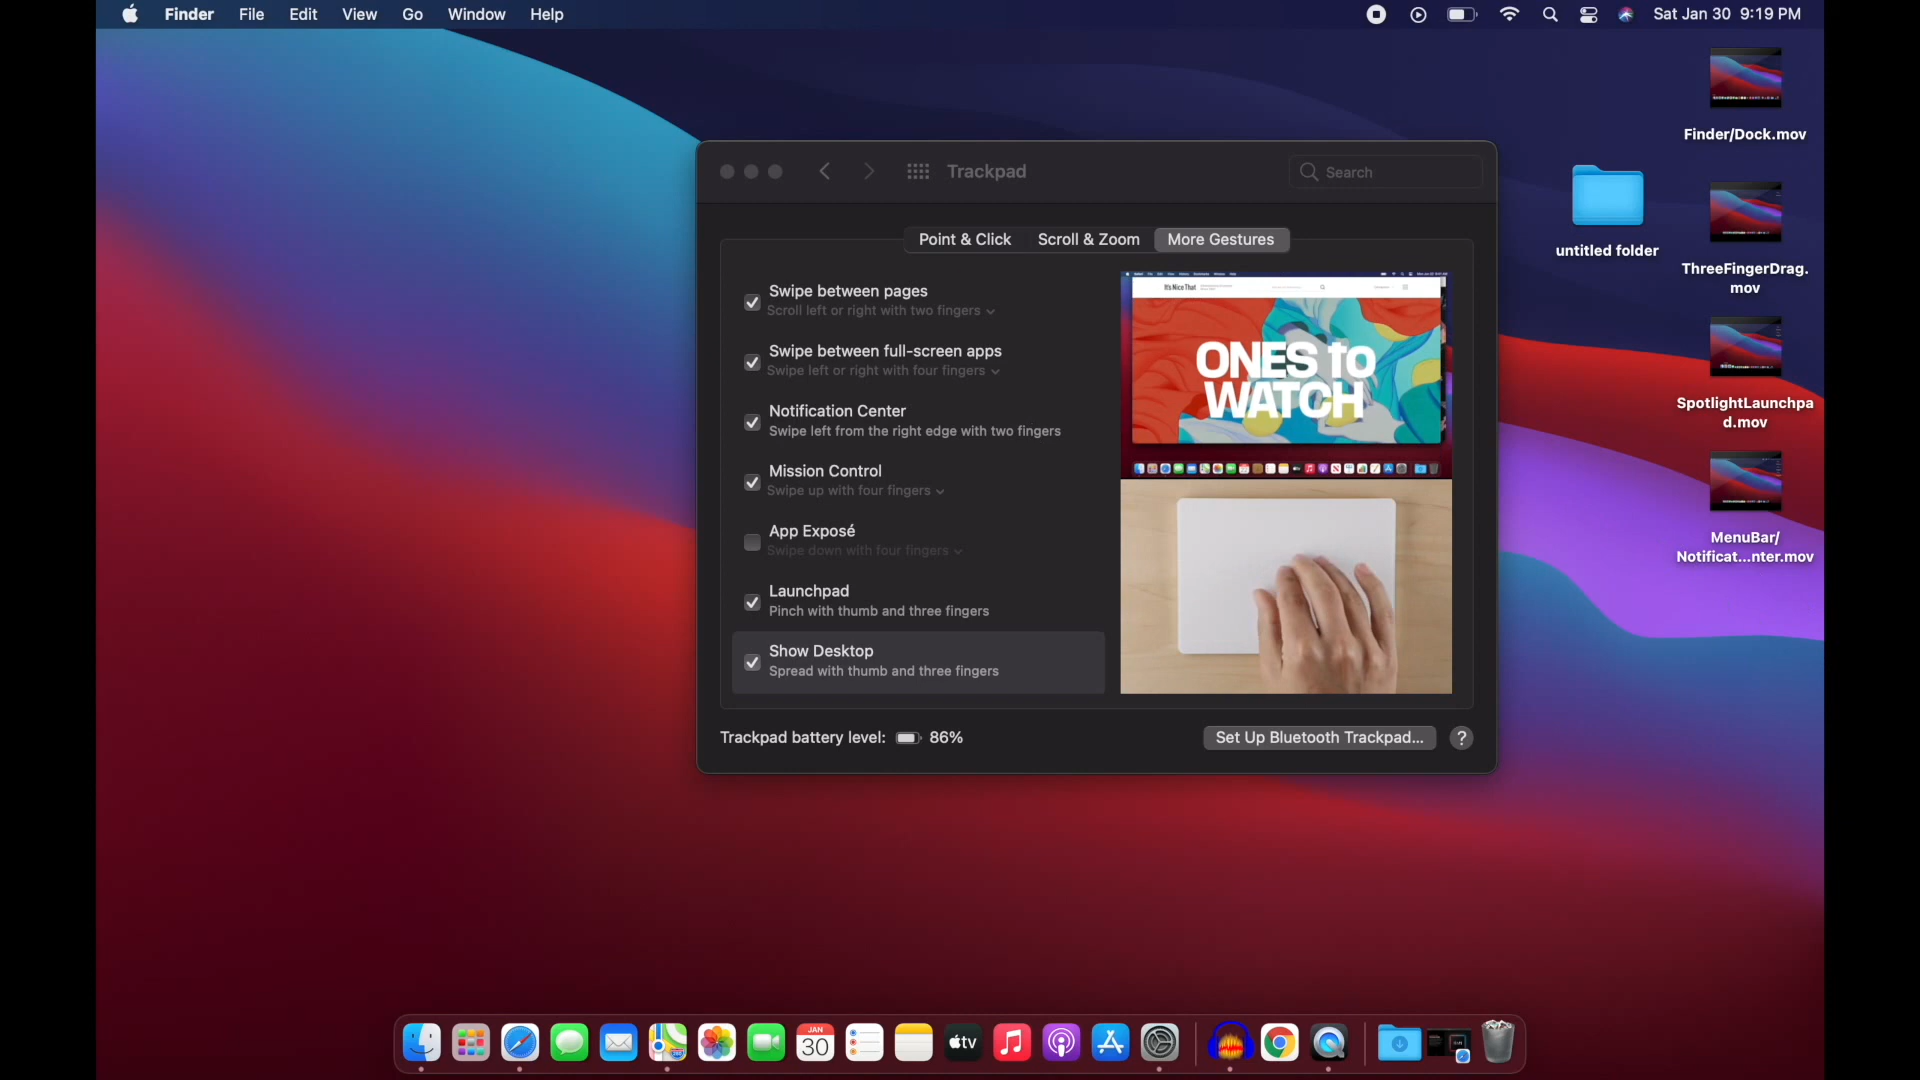 Finder File Edit View Go Window Help
Sat Jan 30 9:19 PM
Finder/Dock.mov
untitled folder
ThreeFingerDrag.
mov
SpotlightLaunchpa
d.mov
MenuBar/
Notificat...nter.mov
Trackpad
Search
Point & Click
Scroll & Zoom
More Gestures
Swipe between pages
Scroll left or right with two fingers
Swipe between full-screen apps
Swipe left or right with four fingers
Notification Center
Swipe left from the right edge with two fingers
Mission Control
Swipe up with four fingers
App Exposé
Swipe down with four fingers
Launchpad
Pinch with thumb and three fingers
Show Desktop
Spread with thumb and three fingers
It's Nice That
ONES to
WATCH
Trackpad battery level: 86%
Set Up Bluetooth Trackpad...
?
JAN
30
tv